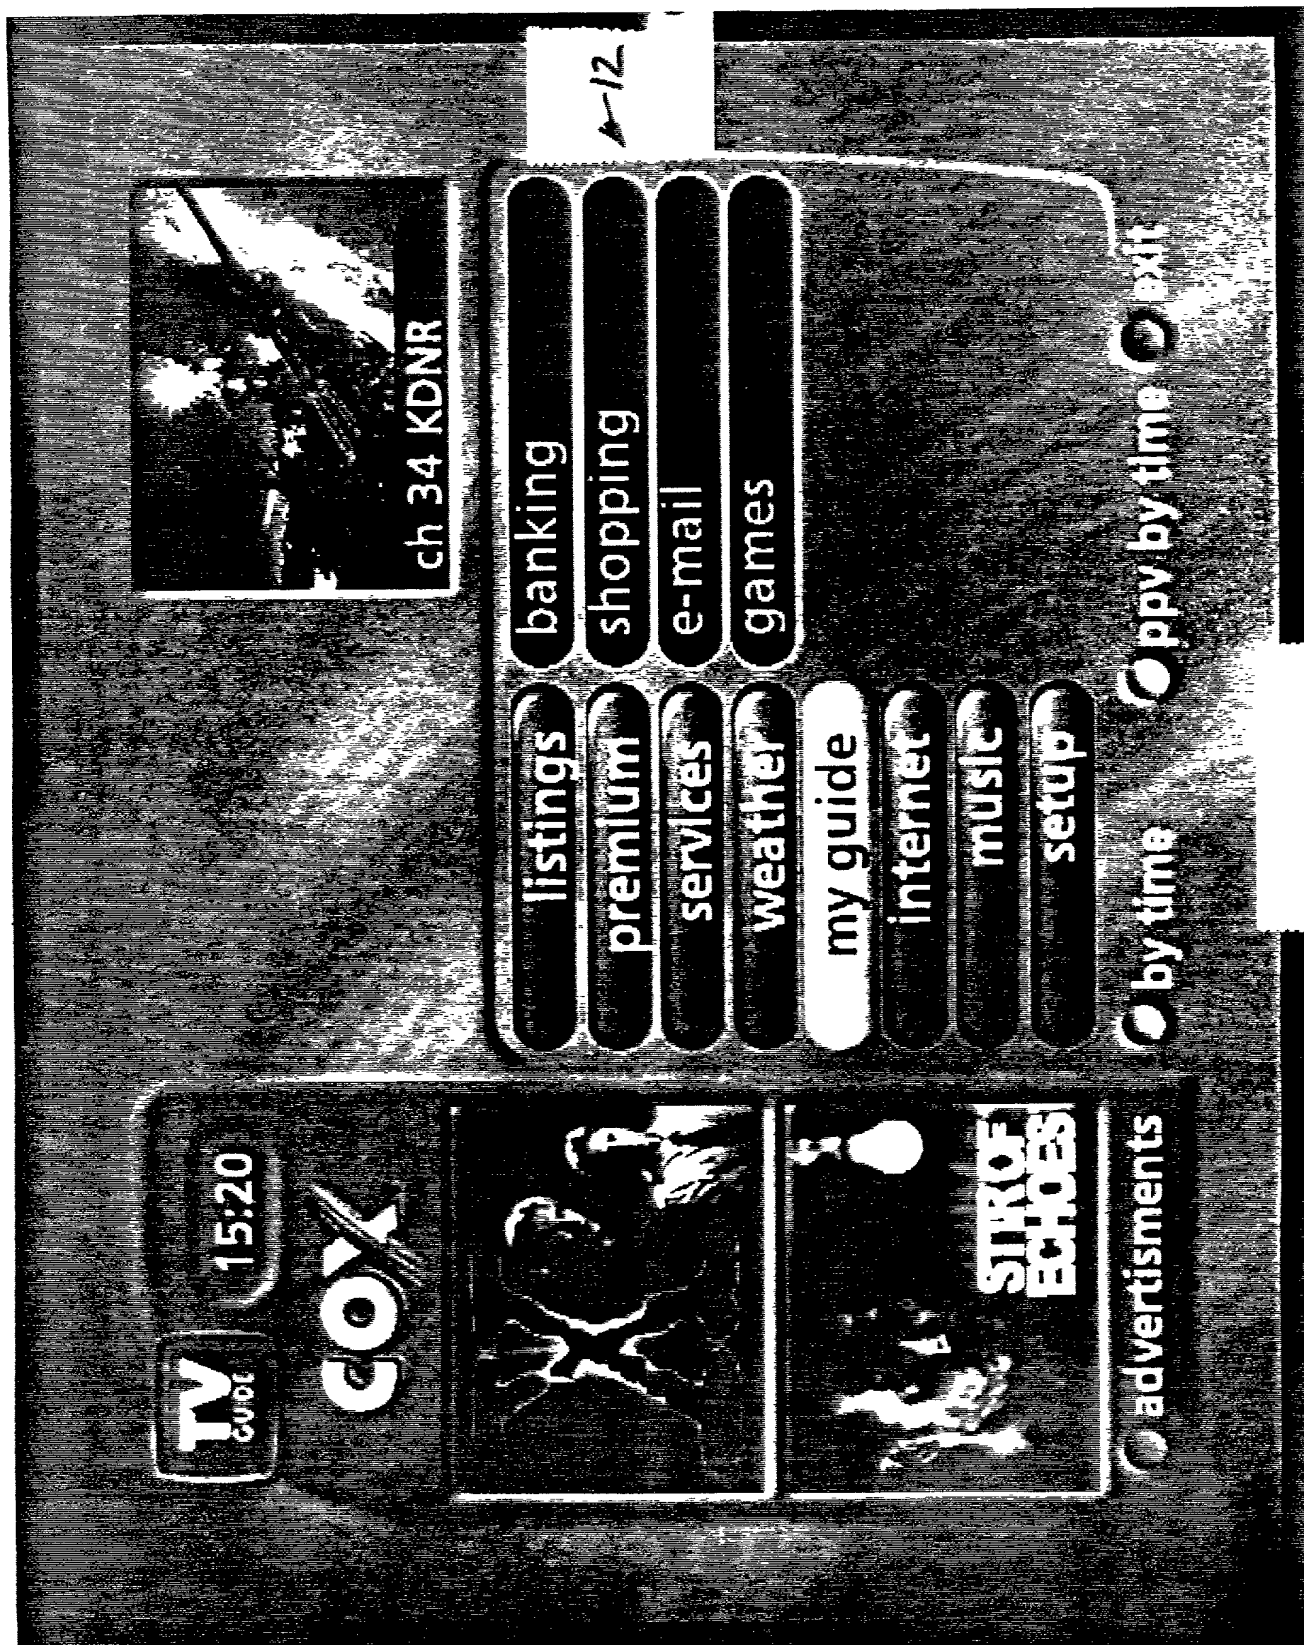 TV
GUIDE
15:20
COX
ch 34 KDNR
←12
listings
premium
services
weather
my guide
internet
music
setup
banking
shopping
e-mail
games
STIR OF
ECHOES
advertisments
by time
ppv by time
exit